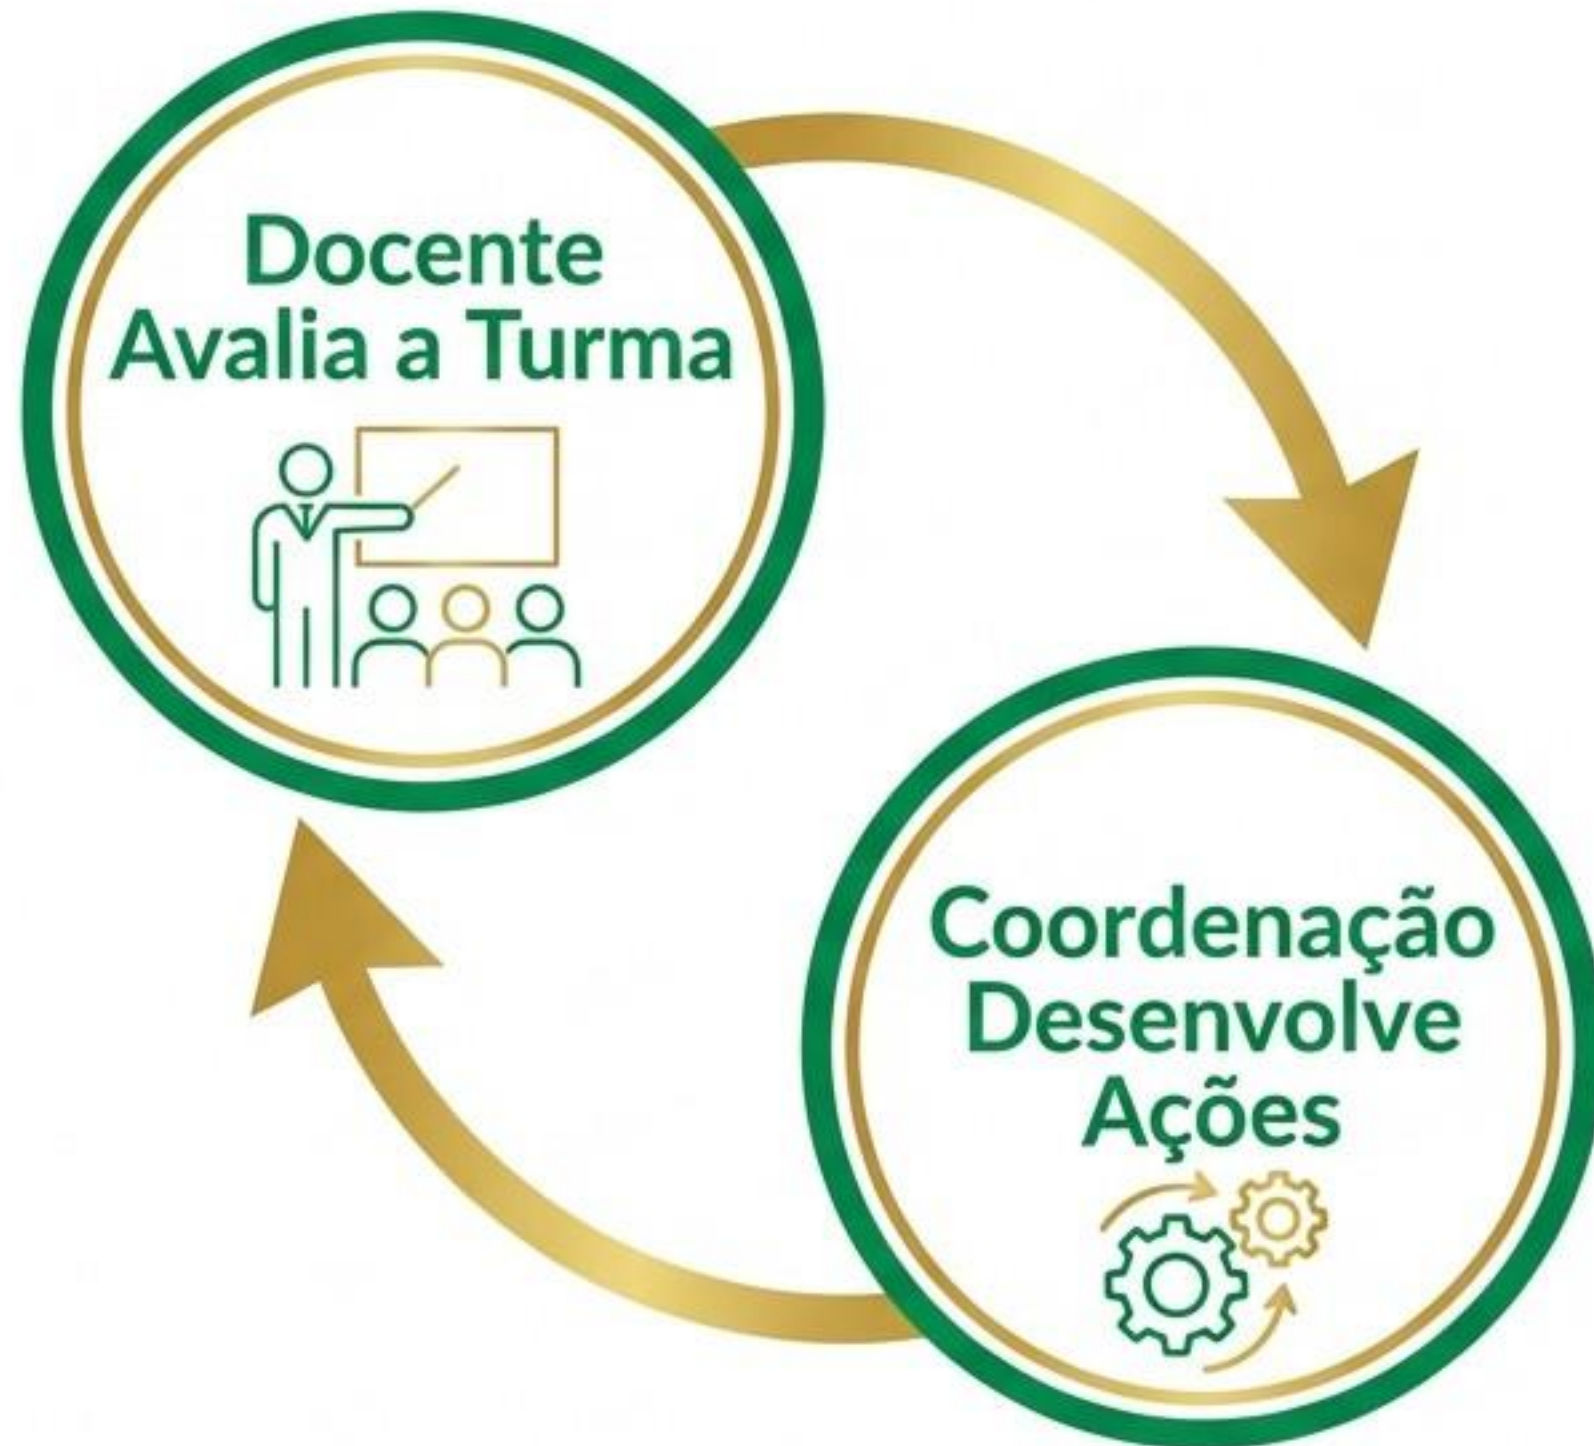 Docente
Avalia a Turma
Coordenação
Desenvolve
Ações